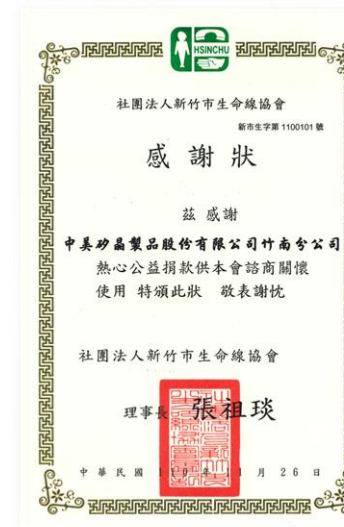 HSINCHU
社團法人新竹市生命線協會
新市生字第 1100101 號
感謝狀
茲 感謝
中美矽晶製品股份有限公司竹南分公司
熱心公益捐款供本會諮商關懷
使用 特頒此狀 敬表謝忱
社團法人新竹市生命線協會
理事長 張祖琰
中華民國 110 年 11 月 26 日